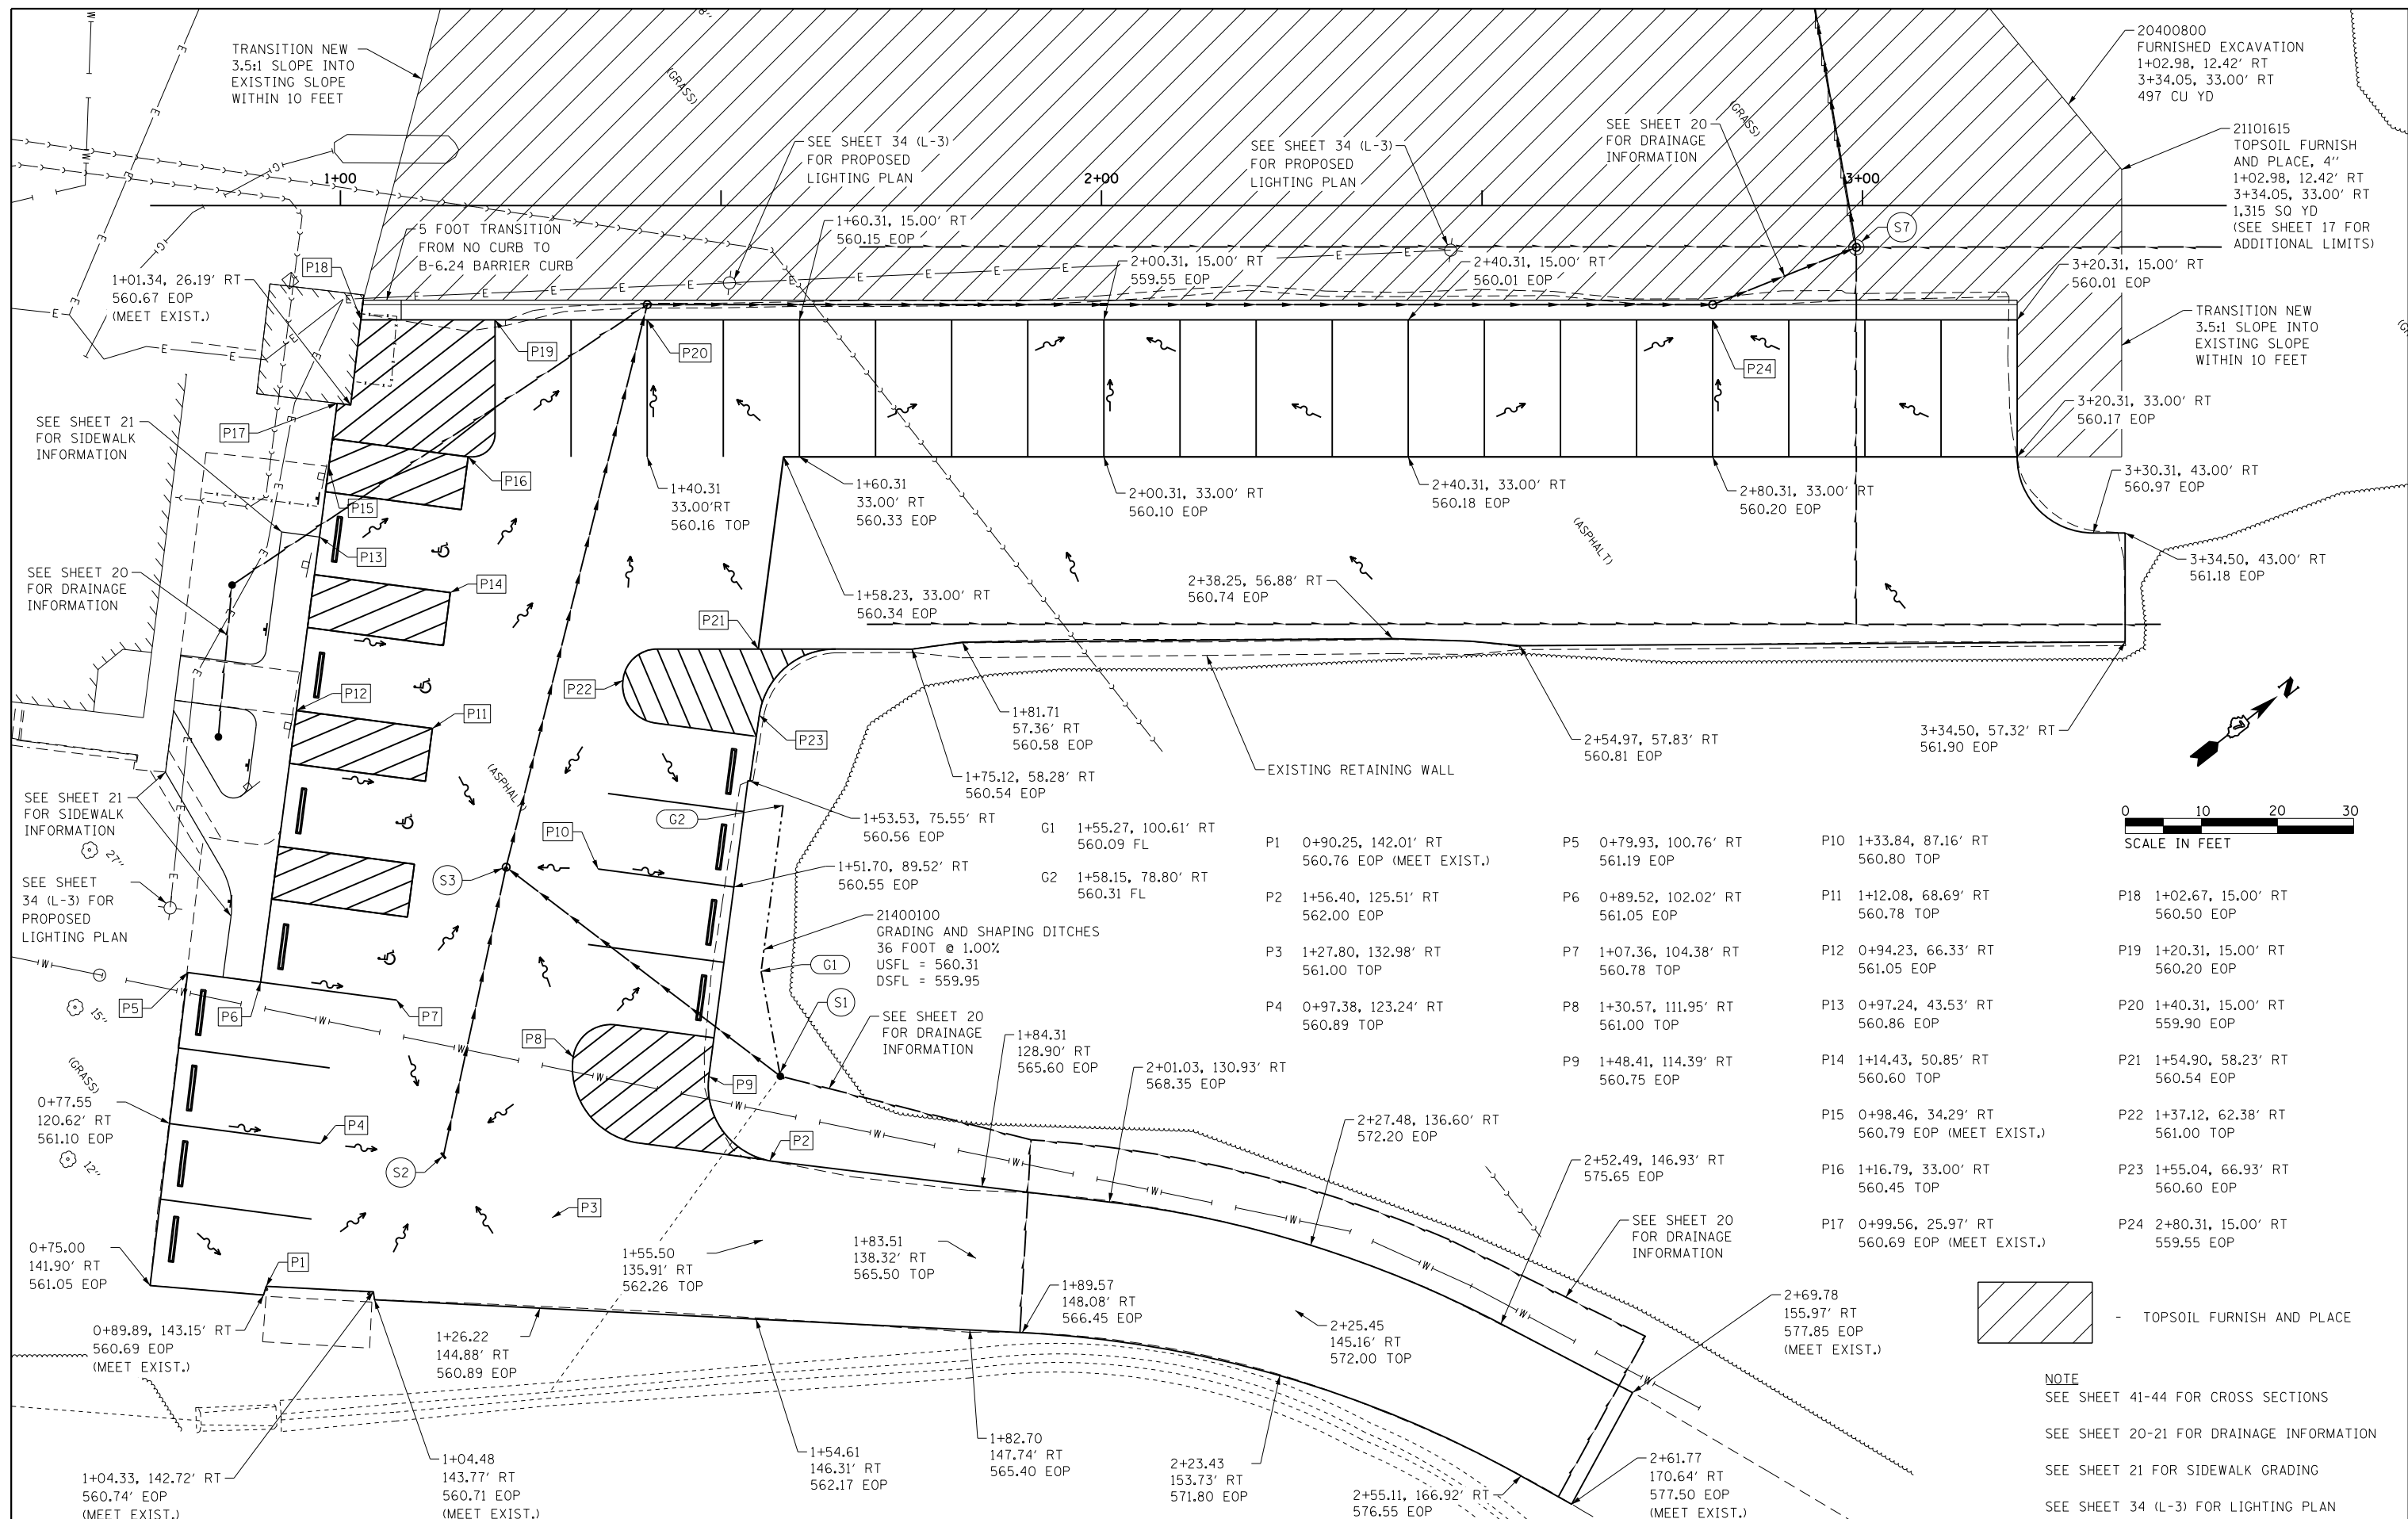 TRANSITION NEW
3.5:1 SLOPE INTO
EXISTING SLOPE
WITHIN 10 FEET
(GRASS)
SEE SHEET 34 (L-3)
FOR PROPOSED
LIGHTING PLAN
SEE SHEET 34 (L-3)
FOR PROPOSED
LIGHTING PLAN
SEE SHEET 20
FOR DRAINAGE
INFORMATION
(GRASS)
20400800
FURNISHED EXCAVATION
1+02.98, 12.42' RT
3+34.05, 33.00' RT
497 CU YD
21101615
TOPSOIL FURNISH
AND PLACE, 4''
1+02.98, 12.42' RT
3+34.05, 33.00' RT
1,315 SQ YD
(SEE SHEET 17 FOR
ADDITIONAL LIMITS)
1+00
2+00
3+00
5 FOOT TRANSITION
FROM NO CURB TO
B-6.24 BARRIER CURB
1+60.31, 15.00' RT
560.15 EOP
2+00.31, 15.00' RT
559.55 EOP
2+40.31, 15.00' RT
560.01 EOP
S7
3+20.31, 15.00' RT
560.01 EOP
P18
1+01.34, 26.19' RT
560.67 EOP
(MEET EXIST.)
TRANSITION NEW
3.5:1 SLOPE INTO
EXISTING SLOPE
WITHIN 10 FEET
P19
P20
P24
SEE SHEET 21
FOR SIDEWALK
INFORMATION
P17
3+20.31, 33.00' RT
560.17 EOP
P16
P15
1+40.31
33.00'RT
560.16 TOP
1+60.31
33.00' RT
560.33 EOP
2+00.31, 33.00' RT
560.10 EOP
2+40.31, 33.00' RT
560.18 EOP
2+80.31, 33.00' RT
560.20 EOP
3+30.31, 43.00' RT
560.97 EOP
(ASPHALT)
P13
SEE SHEET 20
FOR DRAINAGE
INFORMATION
P14
1+58.23, 33.00' RT
560.34 EOP
2+38.25, 56.88' RT
560.74 EOP
3+34.50, 43.00' RT
561.18 EOP
P21
P22
P12
P11
P23
1+81.71
57.36' RT
560.58 EOP
2+54.97, 57.83' RT
560.81 EOP
3+34.50, 57.32' RT
561.90 EOP
N
EXISTING RETAINING WALL
1+75.12, 58.28' RT
560.54 EOP
(ASPHALT)
SEE SHEET 21
FOR SIDEWALK
INFORMATION
27''
G2
P10
1+53.53, 75.55' RT
560.56 EOP
1+51.70, 89.52' RT
560.55 EOP
S3
0 10 20 30
SCALE IN FEET
G1 1+55.27, 100.61' RT
560.09 FL
G2 1+58.15, 78.80' RT
560.31 FL
P1 0+90.25, 142.01' RT
560.76 EOP (MEET EXIST.)
P2 1+56.40, 125.51' RT
562.00 EOP
P3 1+27.80, 132.98' RT
561.00 TOP
P4 0+97.38, 123.24' RT
560.89 TOP
P5 0+79.93, 100.76' RT
561.19 EOP
P6 0+89.52, 102.02' RT
561.05 EOP
P7 1+07.36, 104.38' RT
560.78 TOP
P8 1+30.57, 111.95' RT
561.00 TOP
P9 1+48.41, 114.39' RT
560.75 EOP
P10 1+33.84, 87.16' RT
560.80 TOP
P11 1+12.08, 68.69' RT
560.78 TOP
P12 0+94.23, 66.33' RT
561.05 EOP
P13 0+97.24, 43.53' RT
560.86 EOP
P14 1+14.43, 50.85' RT
560.60 TOP
P15 0+98.46, 34.29' RT
560.79 EOP (MEET EXIST.)
P16 1+16.79, 33.00' RT
560.45 TOP
P17 0+99.56, 25.97' RT
560.69 EOP (MEET EXIST.)
P18 1+02.67, 15.00' RT
560.50 EOP
P19 1+20.31, 15.00' RT
560.20 EOP
P20 1+40.31, 15.00' RT
559.90 EOP
P21 1+54.90, 58.23' RT
560.54 EOP
P22 1+37.12, 62.38' RT
561.00 TOP
P23 1+55.04, 66.93' RT
560.60 EOP
P24 2+80.31, 15.00' RT
559.55 EOP
SEE SHEET
34 (L-3) FOR
PROPOSED
LIGHTING PLAN
21400100
GRADING AND SHAPING DITCHES
36 FOOT @ 1.00%
USFL = 560.31
DSFL = 559.95
G1
S1
15''
P5
P6
P7
P8
P9
SEE SHEET 20
FOR DRAINAGE
INFORMATION
1+84.31
128.90' RT
565.60 EOP
2+01.03, 130.93' RT
568.35 EOP
(GRASS)
0+77.55
120.62' RT
561.10 EOP
12''
P4
S2
P2
2+27.48, 136.60' RT
572.20 EOP
2+52.49, 146.93' RT
575.65 EOP
P3
SEE SHEET 20
FOR DRAINAGE
INFORMATION
0+75.00
141.90' RT
561.05 EOP
P1
1+55.50
135.91' RT
562.26 TOP
1+83.51
138.32' RT
565.50 TOP
1+89.57
148.08' RT
566.45 EOP
2+25.45
145.16' RT
572.00 TOP
2+69.78
155.97' RT
577.85 EOP
(MEET EXIST.)
- TOPSOIL FURNISH AND PLACE
0+89.89, 143.15' RT
560.69 EOP
(MEET EXIST.)
1+26.22
144.88' RT
560.89 EOP
NOTE
SEE SHEET 41-44 FOR CROSS SECTIONS
SEE SHEET 20-21 FOR DRAINAGE INFORMATION
SEE SHEET 21 FOR SIDEWALK GRADING
SEE SHEET 34 (L-3) FOR LIGHTING PLAN
1+04.33, 142.72' RT
560.74' EOP
(MEET EXIST.)
1+04.48
143.77' RT
560.71 EOP
(MEET EXIST.)
1+54.61
146.31' RT
562.17 EOP
1+82.70
147.74' RT
565.40 EOP
2+23.43
153.73' RT
571.80 EOP
2+55.11, 166.92' RT
576.55 EOP
2+61.77
170.64' RT
577.50 EOP
(MEET EXIST.)